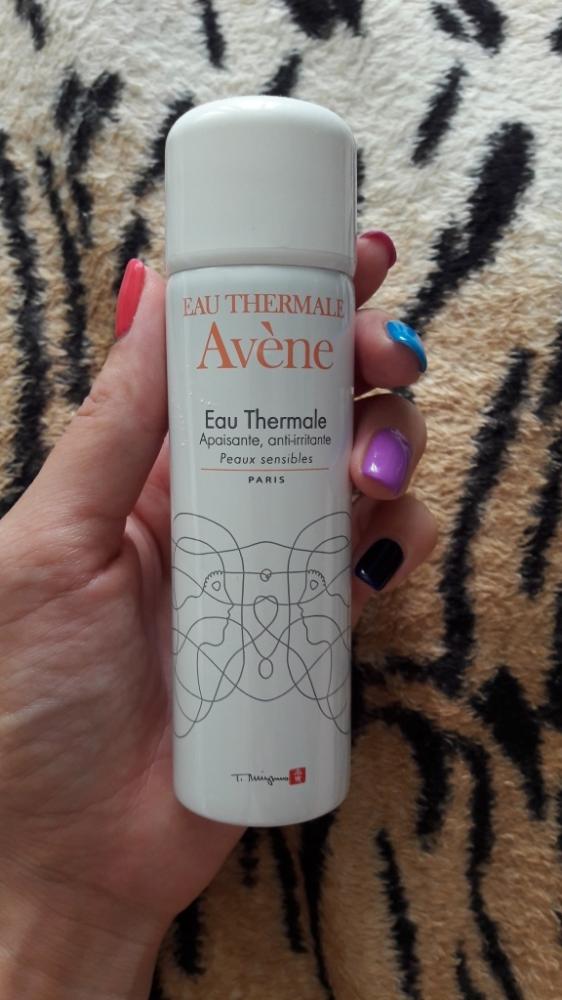 EAU THERMALE
Avène
Eau Thermale
Apaisante, anti-irritante
Peaux sensibles
PARIS